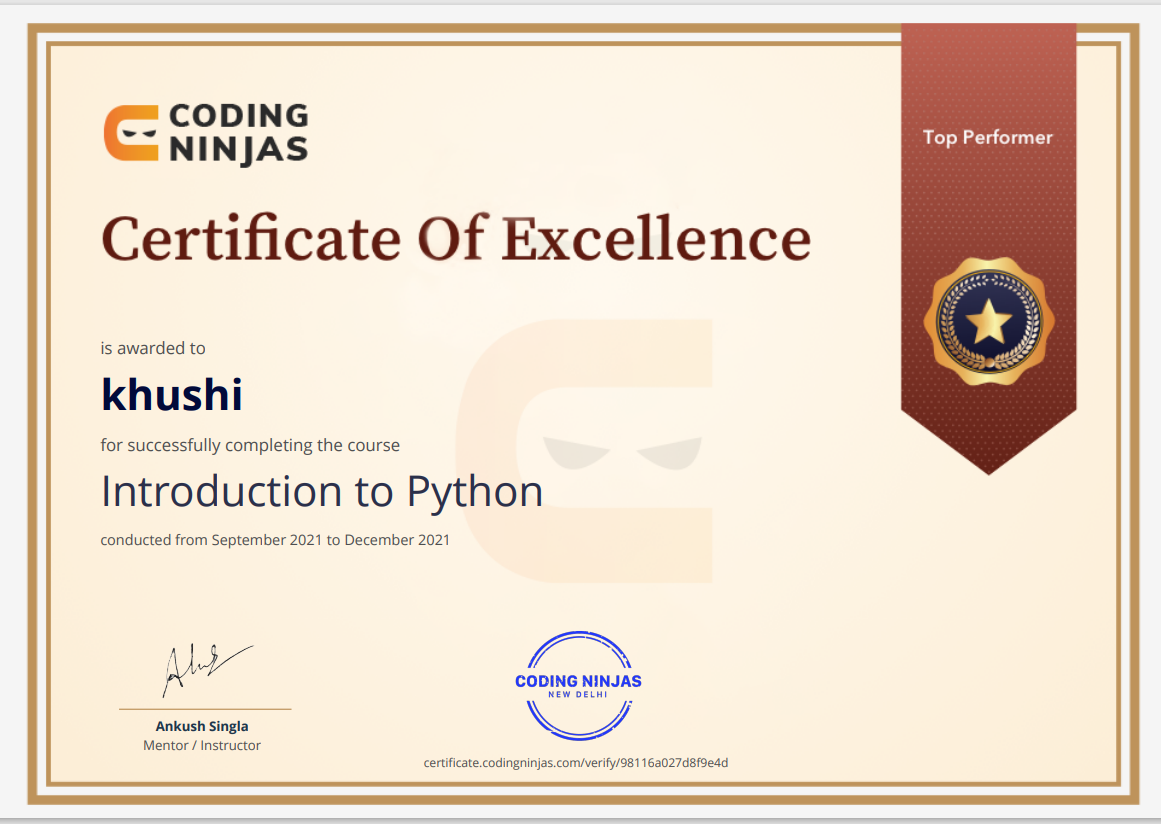 CODING
NINJAS
Top Performer
Certificate Of Excellence
is awarded to
khushi
for successfully completing the course
Introduction to Python
conducted from September 2021 to December 2021
Ankush Singla
Mentor / Instructor
CODING NINJAS
NEW DELHI
certificate.codingninjas.com/verify/98116a027d8f9e4d